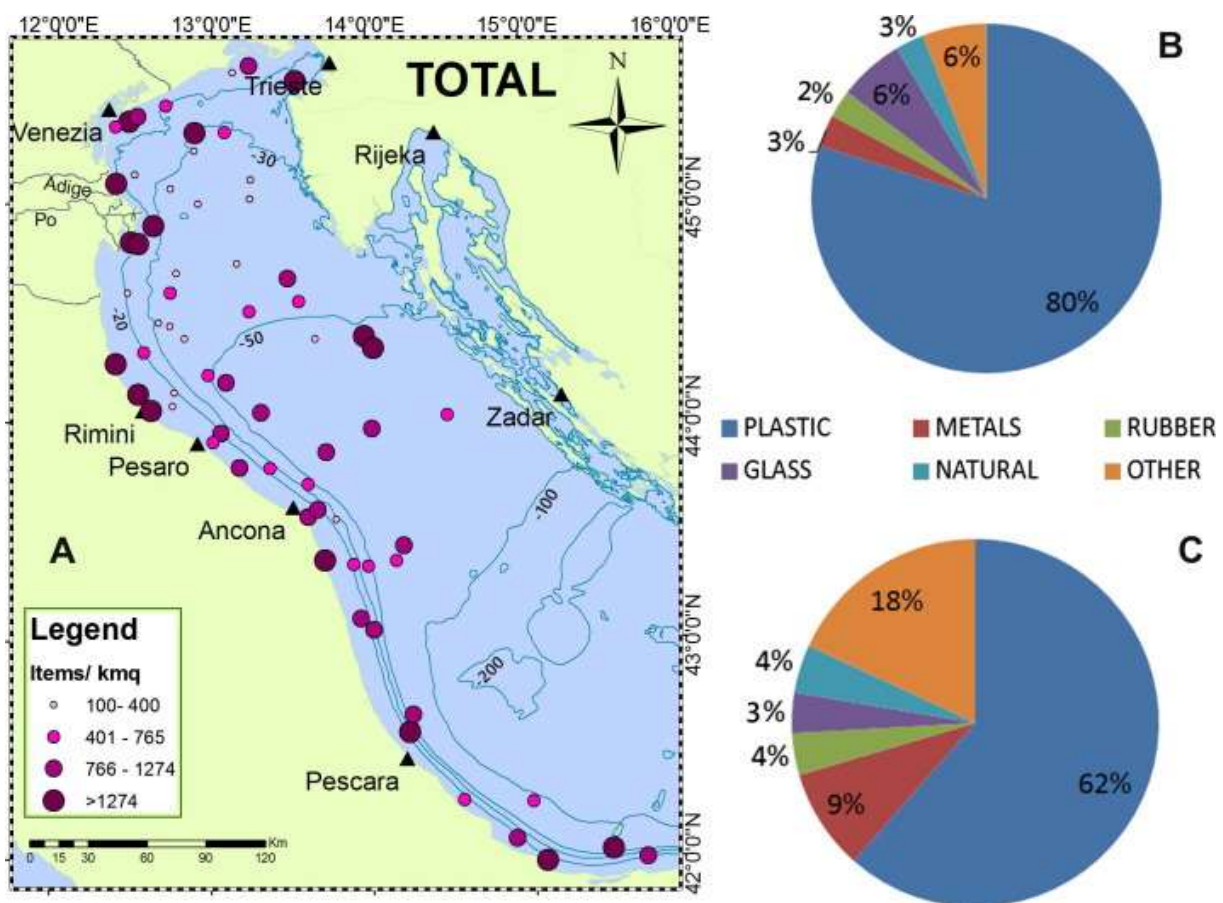 12°0'0"E 13°0'0"E 14°0'0"E 15°0'0"E 16°0'0"E
TOTAL
N
Trieste
Venezia
Rijeka
-30
Adige
Po
-20
-50
Zadar
Rimini
Pesaro
-100
Ancona
A
-200
Pescara
45°0'0"N
44°0'0"N
43°0'0"N
42°0'0"N
Legend
Items/ kmq
100- 400
401 - 765
766 - 1274
>1274
Km
0 15 30 60 90 120
B
3%
6%
6%
2%
3%
80%
PLASTIC METALS RUBBER
GLASS NATURAL OTHER
C
18%
4%
3%
4%
9%
62%